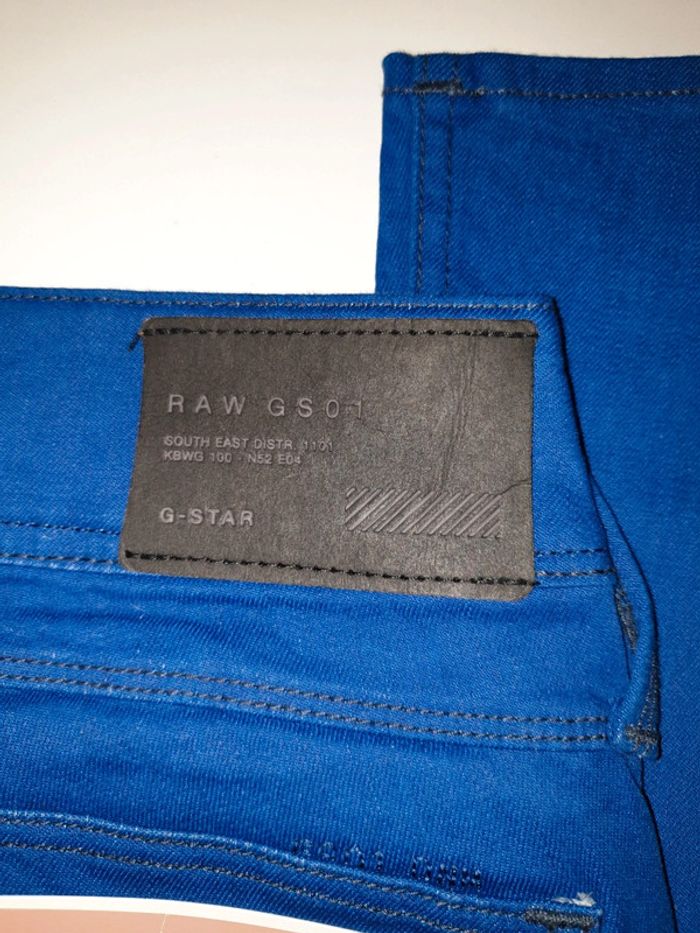 RAW GS01
SOUTH EAST DISTR. 1101
KBWG 100 - N52 E04
G-STAR